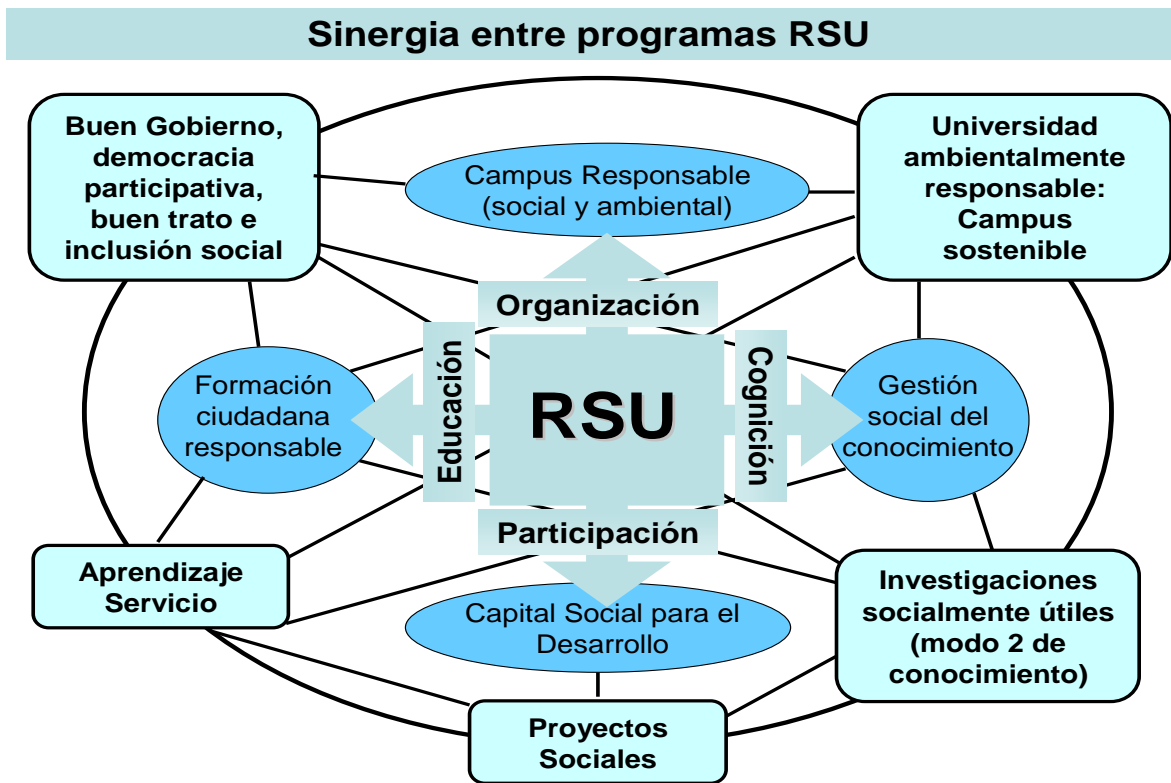 Sinergia entre programas RSU
Buen Gobierno,
democracia
participativa,
buen trato e
inclusión social
Campus Responsable
(social y ambiental)
Universidad
ambientalmente
responsable:
Campus
sostenible
Organización
Educación
RSU
Cognición
Formación
ciudadana
responsable
Gestión
social del
conocimiento
Participación
Aprendizaje
Servicio
Capital Social para el
Desarrollo
Investigaciones
socialmente útiles
(modo 2 de
conocimiento)
Proyectos
Sociales